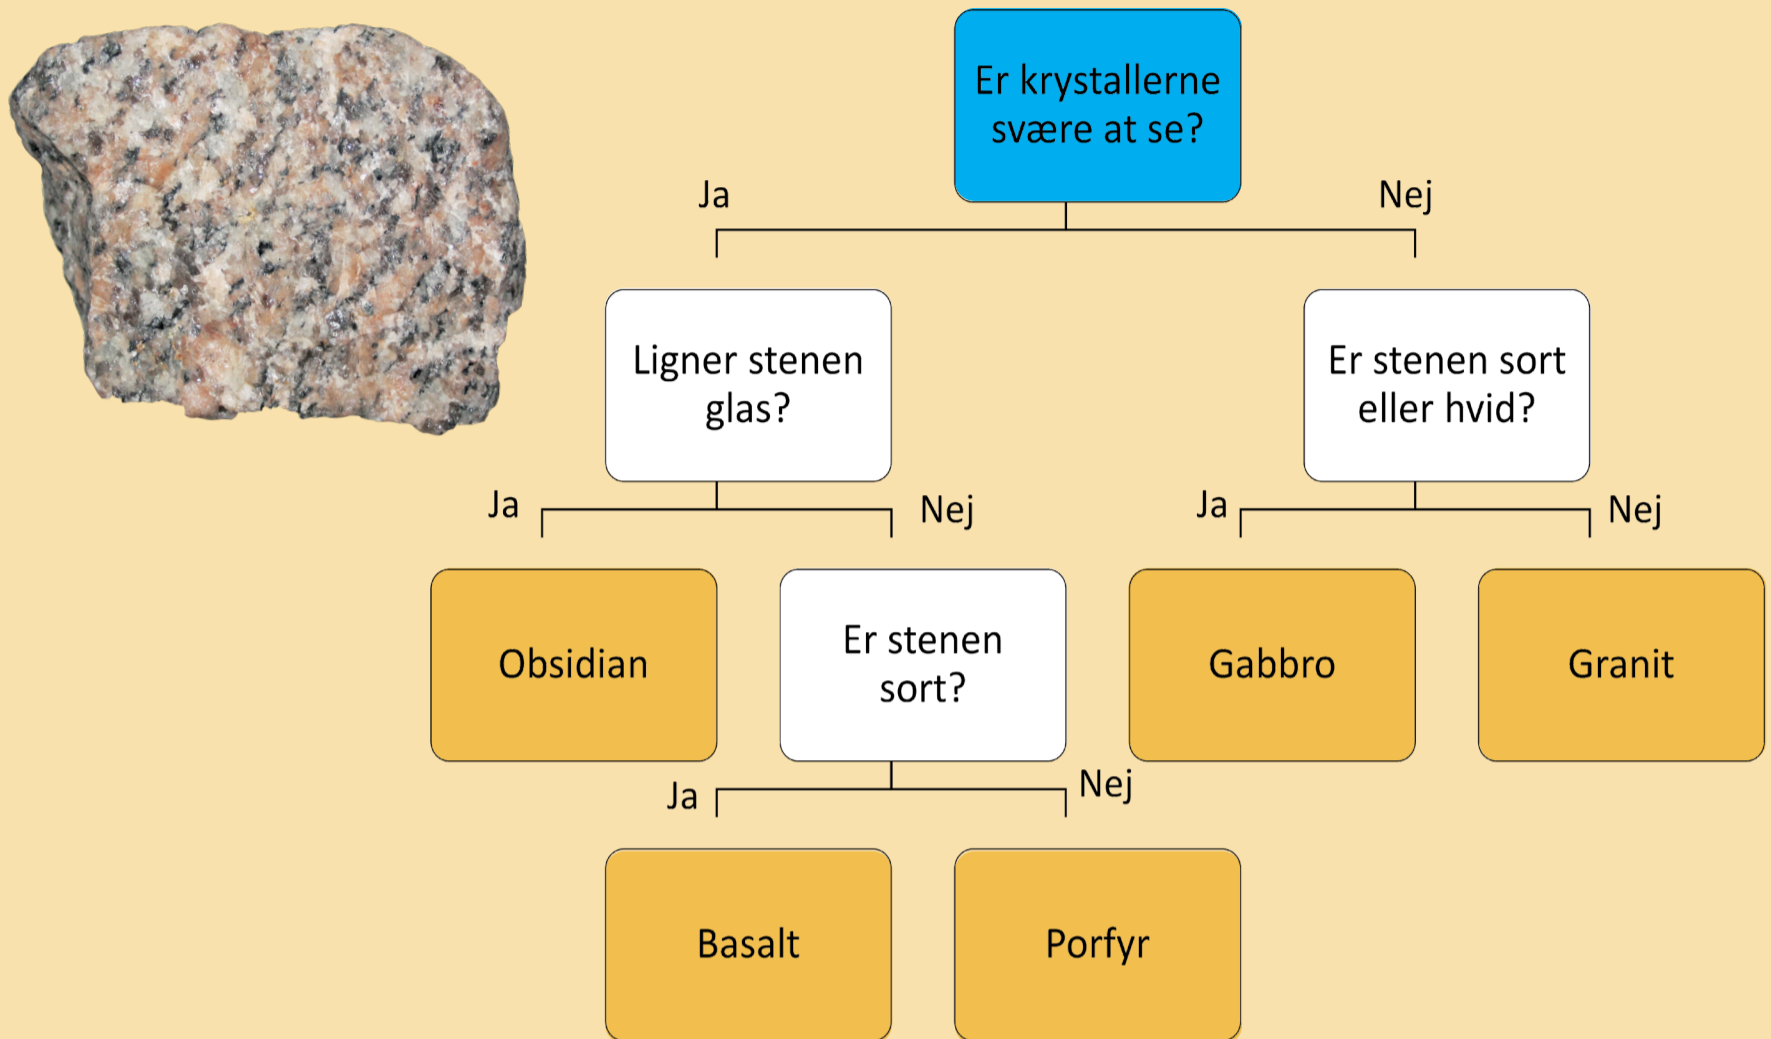 Er krystallerne
svære at se?
Ja
Nej
Ligner stenen
glas?
Er stenen sort
eller hvid?
Ja
Nej
Ja
Nej
Obsidian
Er stenen
sort?
Gabbro
Granit
Ja
Nej
Basalt
Porfyr